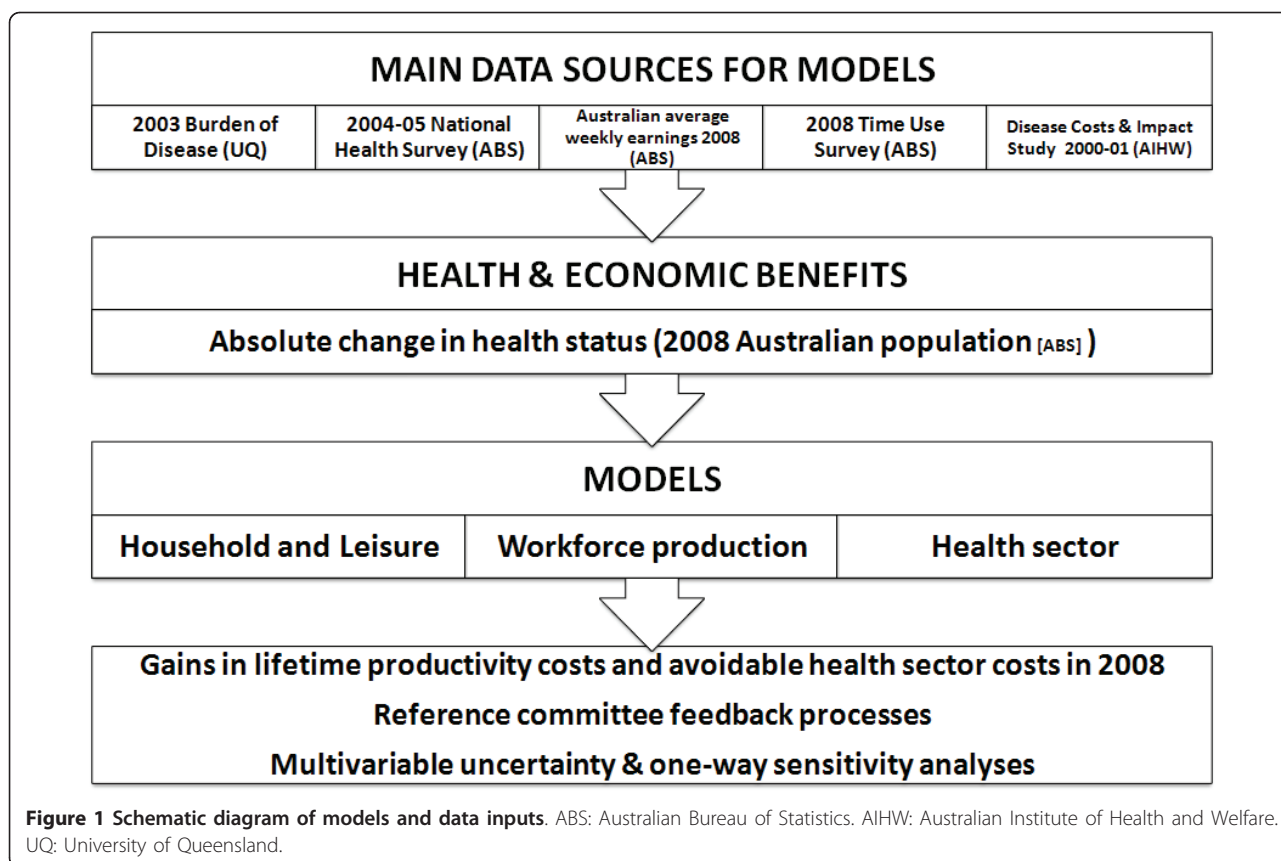 MAIN DATA SOURCES FOR MODELS
2003 Burden of
Disease (UQ)
2004-05 National
Health Survey (ABS)
Australian average
weekly earnings 2008
(ABS)
2008 Time Use
Survey (ABS)
Disease Costs & Impact
Study 2000-01 (AIHW)
HEALTH & ECONOMIC BENEFITS
Absolute change in health status (2008 Australian population [ABS] )
MODELS
Household and Leisure
Workforce production
Health sector
Gains in lifetime productivity costs and avoidable health sector costs in 2008
Reference committee feedback processes
Multivariable uncertainty & one-way sensitivity analyses
Figure 1 Schematic diagram of models and data inputs. ABS: Australian Bureau of Statistics. AIHW: Australian Institute of Health and Welfare.
UQ: University of Queensland.